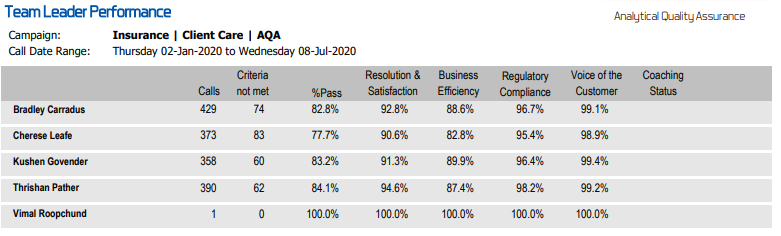 Team Leader Performance
Analytical Quality Assurance
Campaign: Insurance | Client Care | AQA
Call Date Range: Thursday 02-Jan-2020 to Wednesday 08-Jul-2020
Calls Criteria not met %Pass Resolution & Satisfaction Business Efficiency Regulatory Compliance Voice of the Customer Coaching Status
Bradley Carradus 429 74 82.8% 92.8% 88.6% 96.7% 99.1%
Cherese Leafe 373 83 77.7% 90.6% 82.8% 95.4% 98.9%
Kushen Govender 358 60 83.2% 91.3% 89.9% 96.4% 99.4%
Thrishan Pather 390 62 84.1% 94.6% 87.4% 98.2% 99.2%
Vimal Roopchund 1 0 100.0% 100.0% 100.0% 100.0% 100.0%